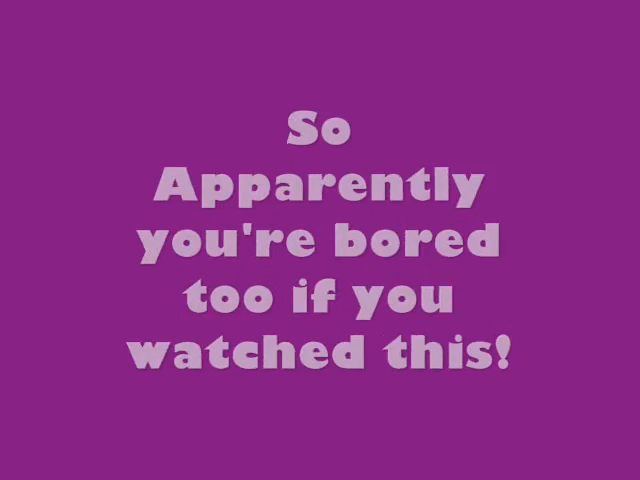 So
Apparently
you're bored
too if you
watched this!